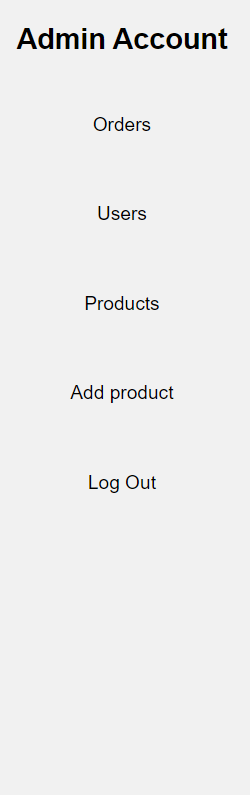 Admin Account
Orders
Users
Products
Add product
Log Out